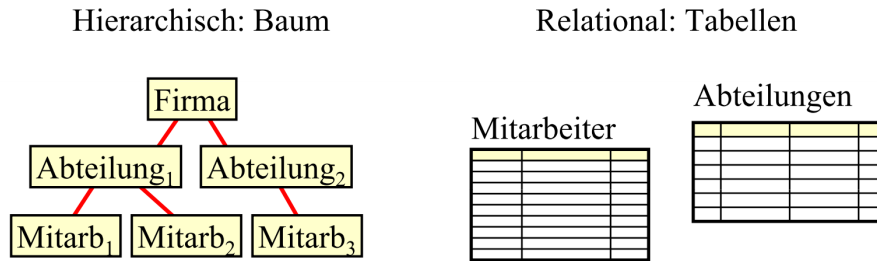 Hierarchisch: Baum
Relational: Tabellen
Firma
Abteilung₁
Abteilung₂
Mitarb₁
Mitarb₂
Mitarb₃
Mitarbeiter
Abteilungen